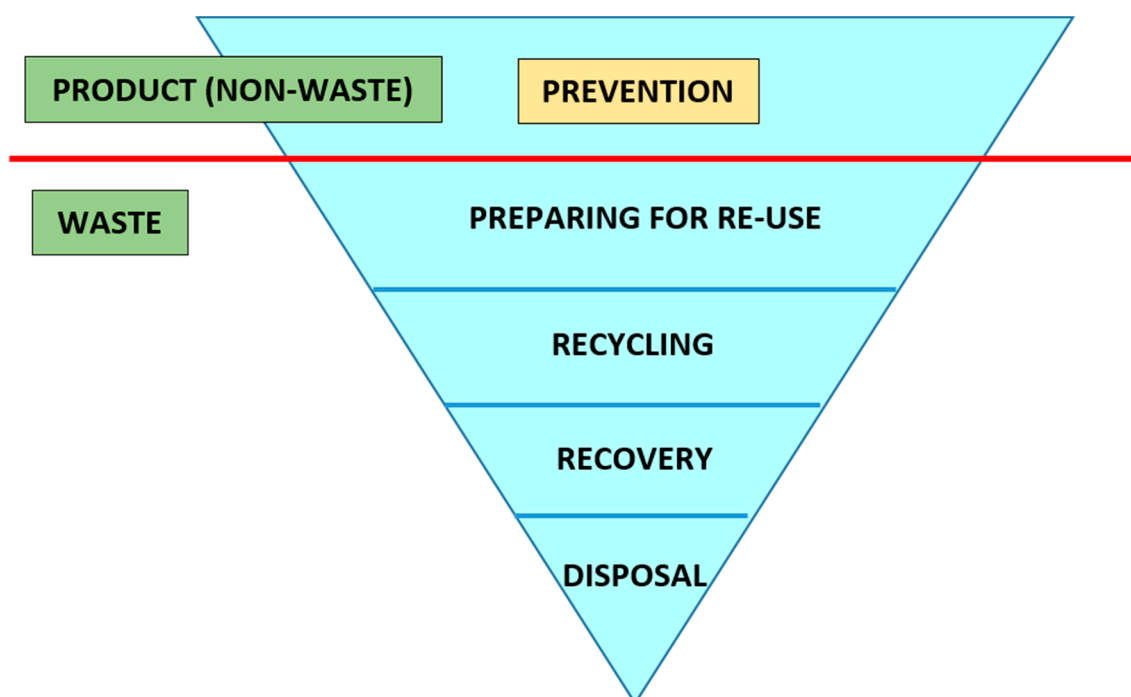 PRODUCT (NON-WASTE)
PREVENTION
WASTE
PREPARING FOR RE-USE
RECYCLING
RECOVERY
DISPOSAL